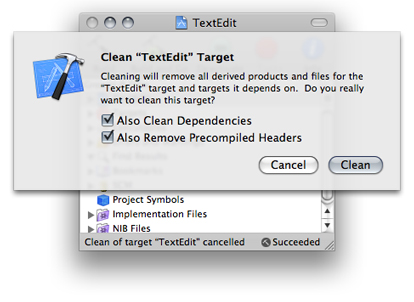 TextEdit
Clean “TextEdit” Target
Cleaning will remove all derived products and files for the
“TextEdit” target and targets it depends on.  Do you really
want to clean this target?
Also Clean Dependencies
Also Remove Precompiled Headers
Cancel
Clean
Project Symbols
Implementation Files
NIB Files
Clean of target “TextEdit” cancelled
Succeeded